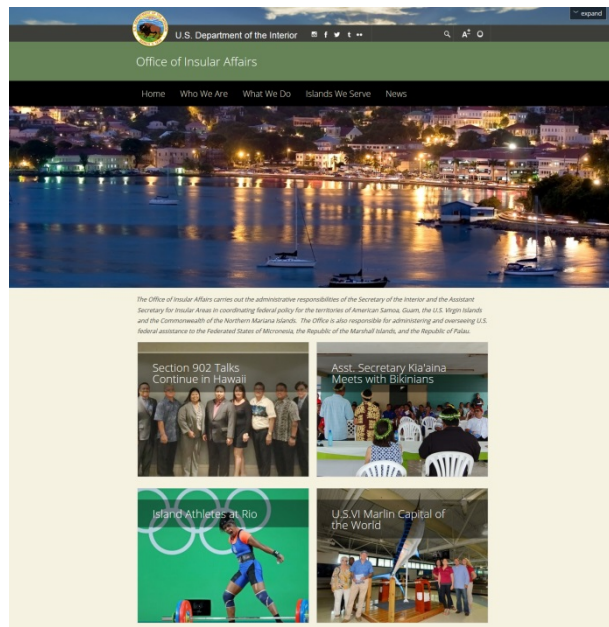 expand
U.S. Department of the Interior
Office of Insular Affairs
Home Who We Are What We Do Islands We Serve News
The Office of Insular Affairs carries out the administrative responsibilities of the Secretary of the Interior and the Assistant
Secretary for Insular Areas in coordinating federal policy for the territories of American Samoa, Guam, the U.S. Virgin Islands
and the Commonwealth of the Northern Mariana Islands. The Office is also responsible for administering and overseeing U.S.
federal assistance to the Federated States of Micronesia, the Republic of the Marshall Islands, and the Republic of Palau.
Section 902 Talks
Continue in Hawaii
Asst. Secretary Kia'aina
Meets with Bikinians
Island Athletes at Rio
U.S.VI Marlin Capital of
the World